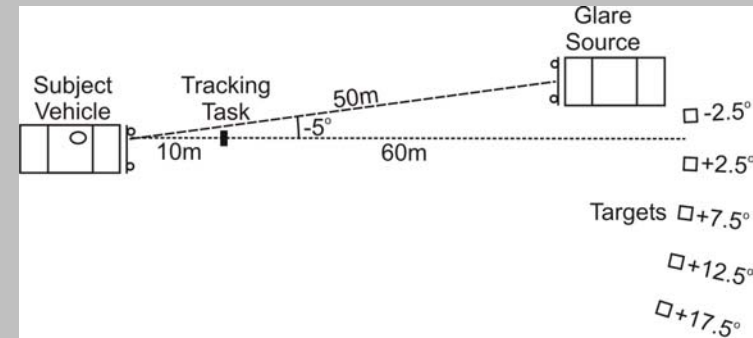 Glare
Source
Subject
Vehicle
Tracking
Task
50m
-5°
10m
60m
-2.5°
+2.5°
Targets
+7.5°
+12.5°
+17.5°